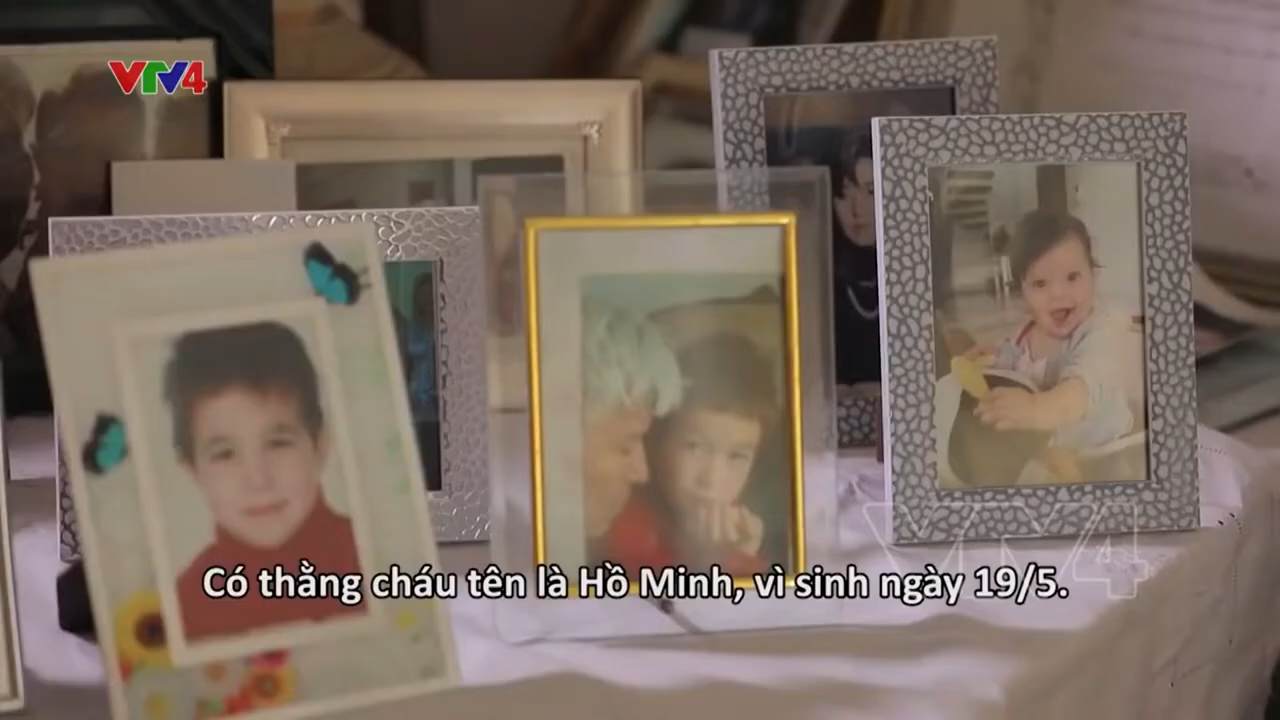 VTV4
Có thằng cháu tên là Hồ Minh, vì sinh ngày 19/5.
VTV4